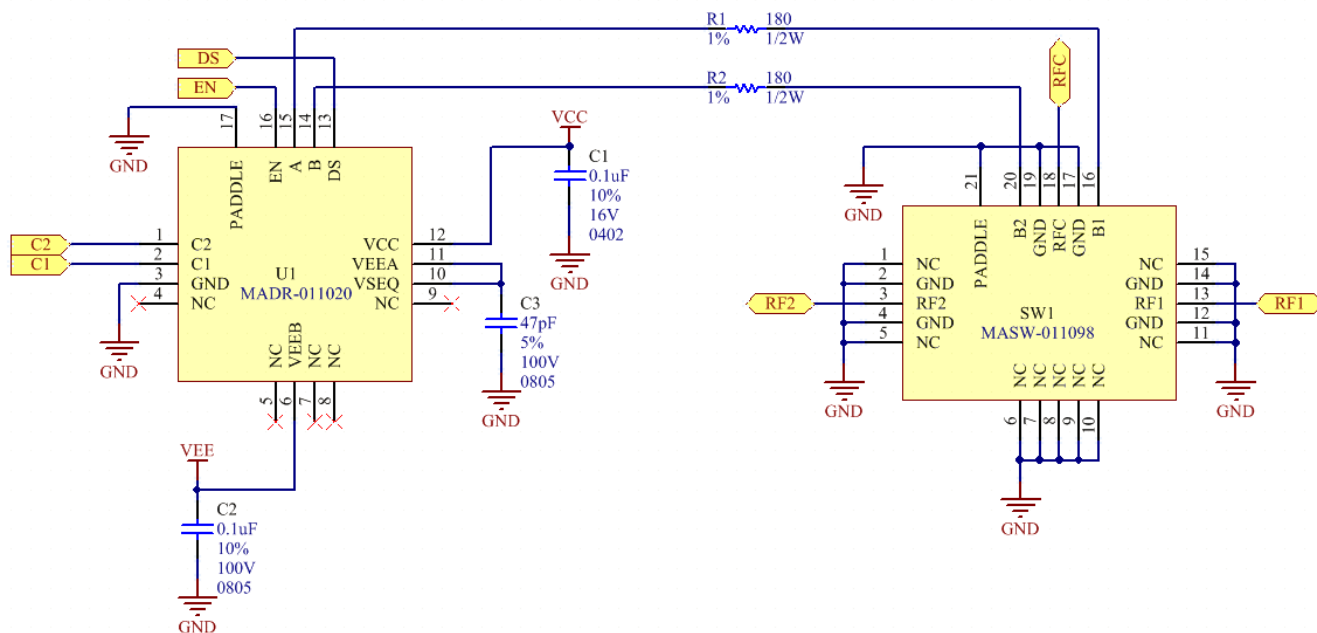 R1 180
1% 1/2W
DS
RFC
EN
R2 180
1% 1/2W
17
16
15
14
13
GND
VCC
PADDLE
EN
A
B
DS
C1
0.1uF
10%
16V
0402
GND
21
20
19
18
17
16
GND
PADDLE
B2
GND
RFC
GND
B1
C2 1 C2
C1 2 C1
3 GND
4 NC
GND
U1
MADR-011020
VCC 12
VEEA 11
VSEQ 10
NC 9
C3
47pF
5%
100V
0805
GND
NC
VEEB
NC
NC
5
6
7
8
1 NC
2 GND
RF2 3 RF2
4 GND
5 NC
GND
SW1
MASW-011098
NC 15
GND 14
RF1 13 RF1
GND 12
NC 11
GND
NC
NC
NC
NC
NC
6
7
8
9
10
GND
VEE
C2
0.1uF
10%
100V
0805
GND